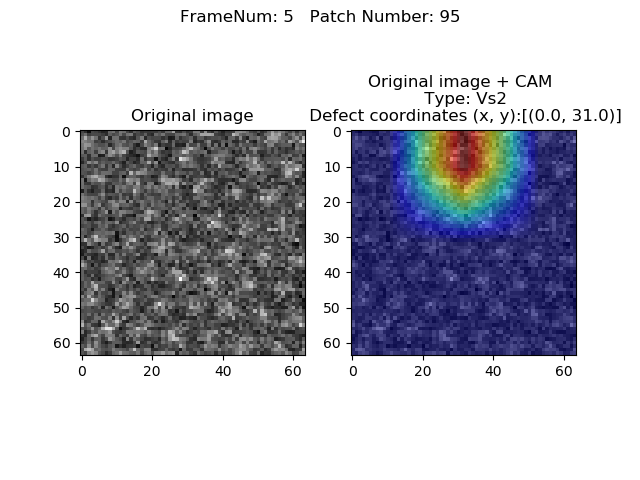 FrameNum: 5   Patch Number: 95
Original image
Original image + CAM
Type: Vs2
Defect coordinates (x, y):[(0.0, 31.0)]
0
10
20
30
40
50
60
0 20 40 60
0
10
20
30
40
50
60
0 20 40 60